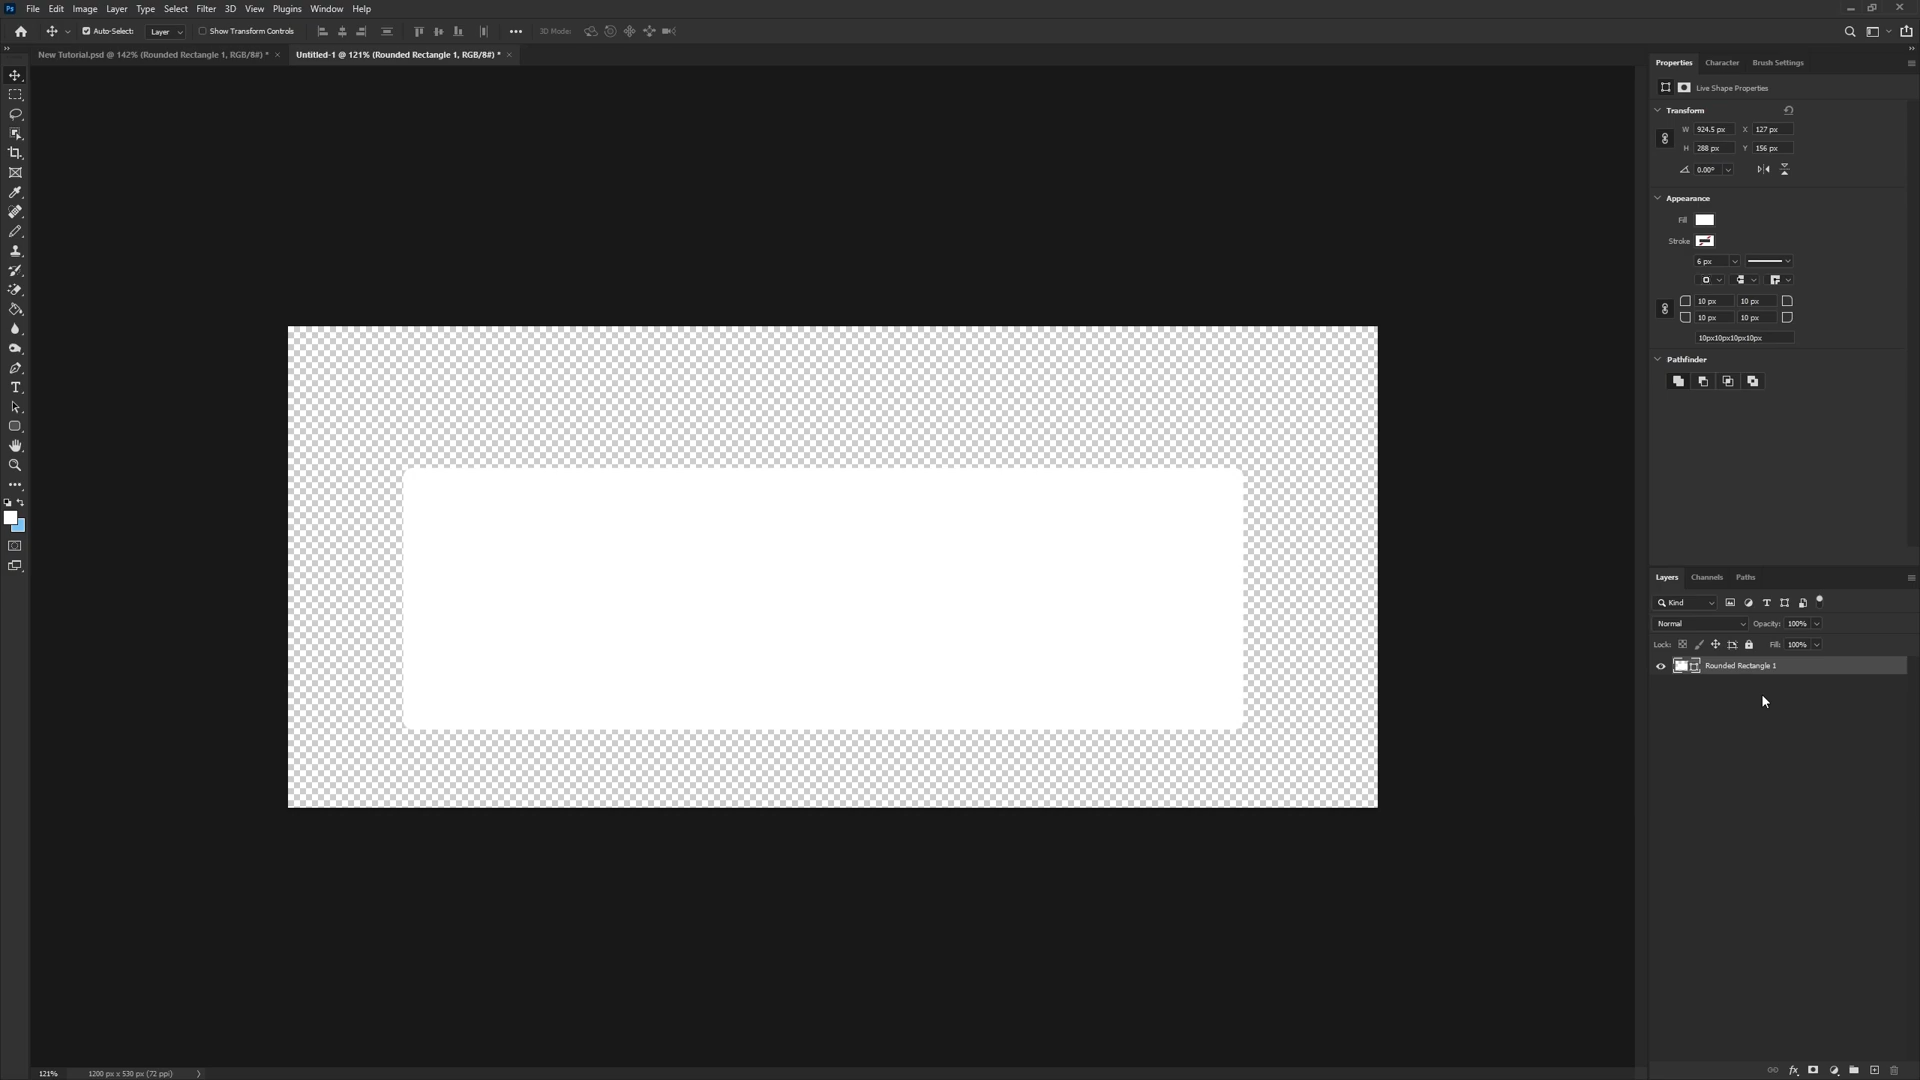 Ps File Edit Image Layer Type Select Filter 3D View Plugins Window Help
Auto-Select: Layer Show Transform Controls 3D Mode:
New Tutorial.psd @ 142% (Rounded Rectangle 1, RGB/8#) * × Untitled-1 @ 121% (Rounded Rectangle 1, RGB/8#) * ×
Properties Character Brush Settings
Live Shape Properties
Transform
W 924.5 px X 127 px
H 288 px Y 156 px
0.00°
Appearance
Fill
Stroke
6 px
10 px 10 px
10 px 10 px
10px10px10px10px
Pathfinder
Layers Channels Paths
Kind
Normal Opacity: 100%
Lock: Fill: 100%
Rounded Rectangle 1
121% 1200 px x 530 px (72 ppi)
fx